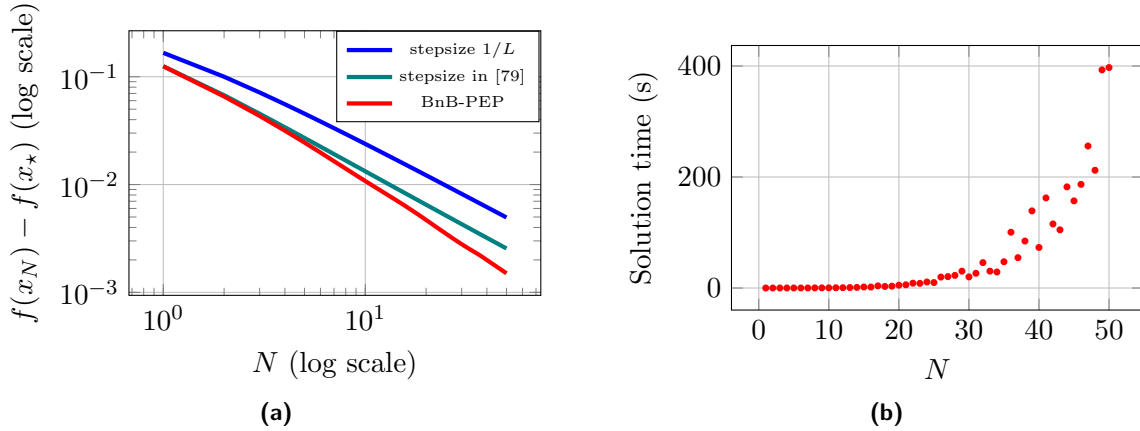 f(x_N) − f(x_⋆) (log scale)
10^{-1}
10^{-2}
10^{-3}
stepsize 1/L
stepsize in [79]
BnB-PEP
10^0
10^1
N (log scale)
(a)
Solution time (s)
400
200
0
0
10
20
30
40
50
N
(b)